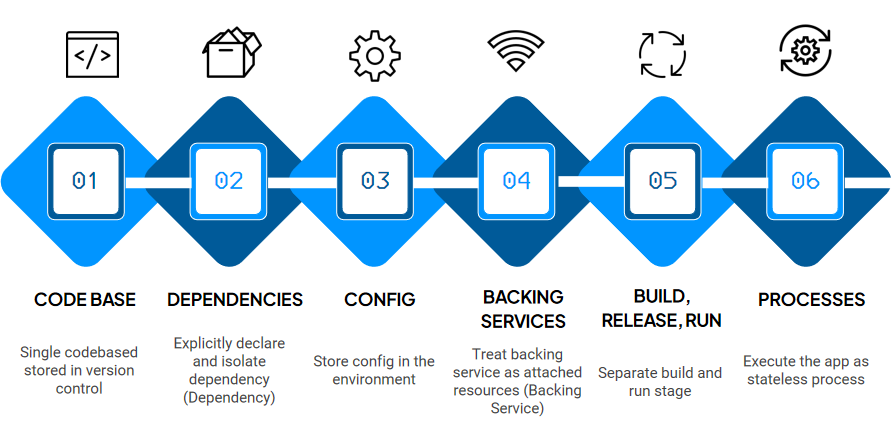 </>
01
02
03
04
05
06
CODE BASE
Single codebased
stored in version
control
DEPENDENCIES
Explicitly declare
and isolate
dependency
(Dependency)
CONFIG
Store config in the
environment
BACKING
SERVICES
Treat backing
service as attached
resources (Backing
Service)
BUILD,
RELEASE, RUN
Separate build and
run stage
PROCESSES
Execute the app as
stateless process